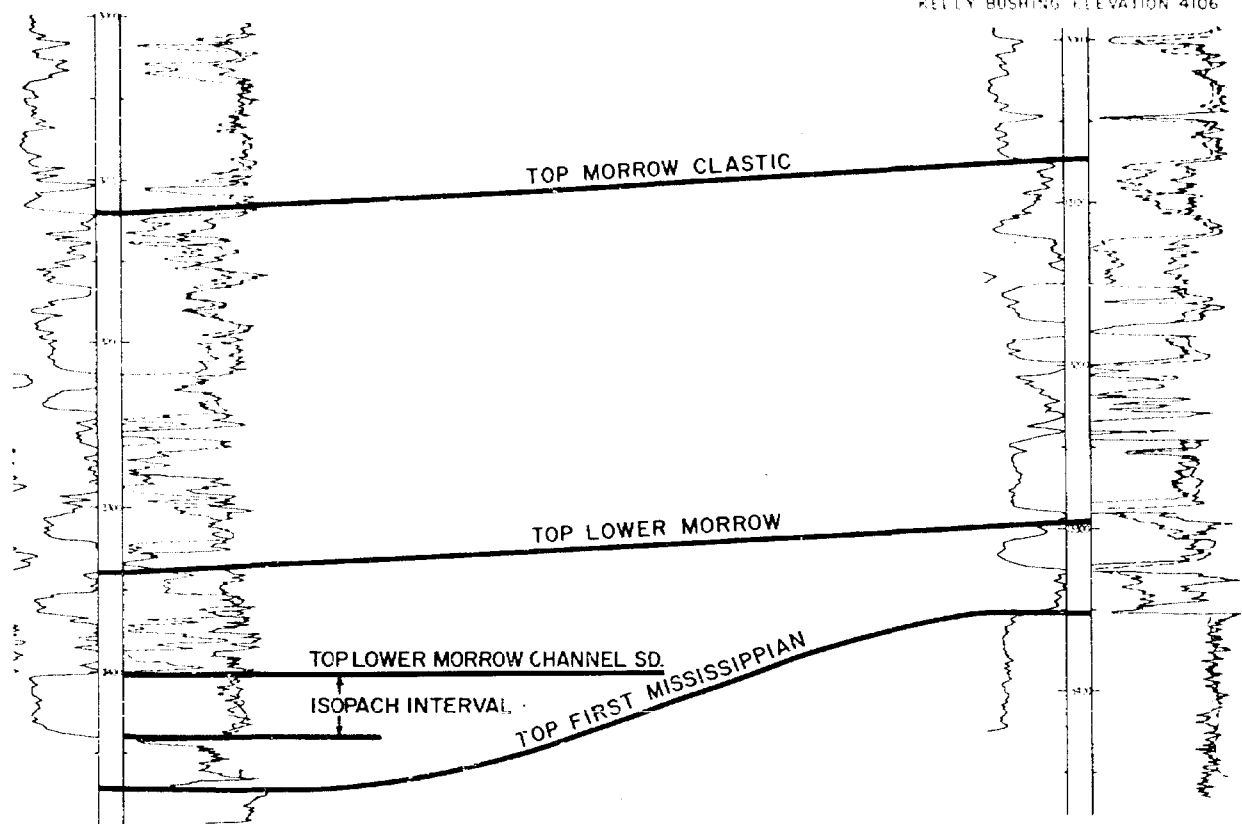 KELLY BUSHING ELEVATION 4106
TOP MORROW CLASTIC
TOP LOWER MORROW
TOP LOWER MORROW CHANNEL SD.
ISOPACH INTERVAL
TOP FIRST MISSISSIPPIAN